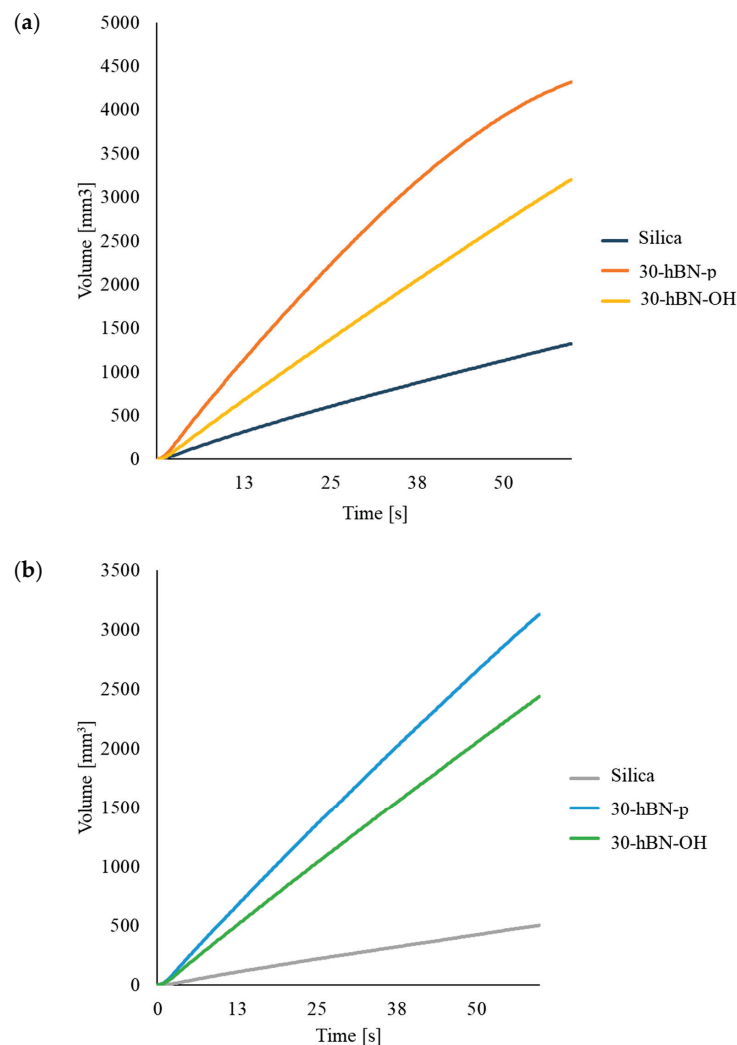 (a)
5000
4500
4000
3500
3000
2500
2000
1500
1000
500
0
Volume [mm3]
13 25 38 50
Time [s]
Silica
30-hBN-p
30-hBN-OH
(b)
3500
3000
2500
2000
1500
1000
500
0
Volume [mm³]
0 13 25 38 50
Time [s]
Silica
30-hBN-p
30-hBN-OH